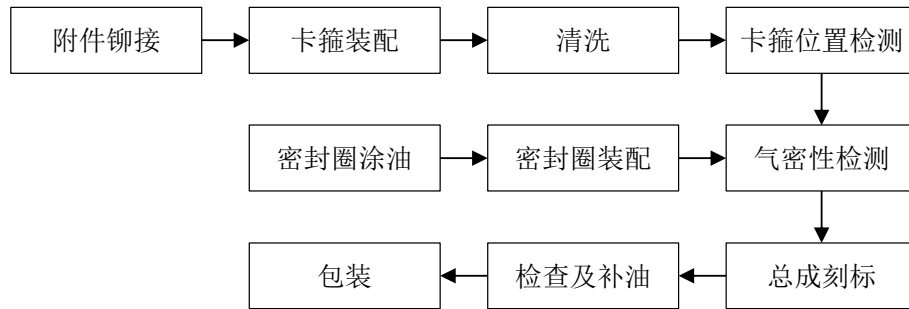 附件铆接
卡箍装配
清洗
卡箍位置检测
密封圈涂油
密封圈装配
气密性检测
包装
检查及补油
总成刻标